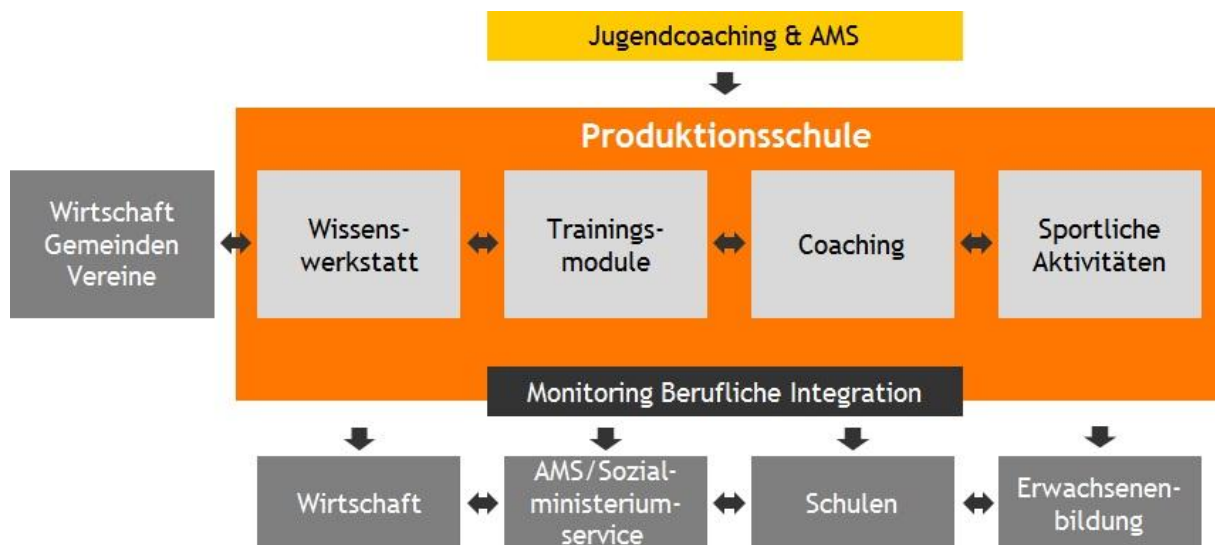 Jugendcoaching & AMS
Produktionsschule
Wirtschaft
Gemeinden
Vereine
Wissens-
werkstatt
Trainings-
module
Coaching
Sportliche
Aktivitäten
Monitoring Berufliche Integration
Wirtschaft
AMS/Sozial-
ministerium-
service
Schulen
Erwachsenen-
bildung